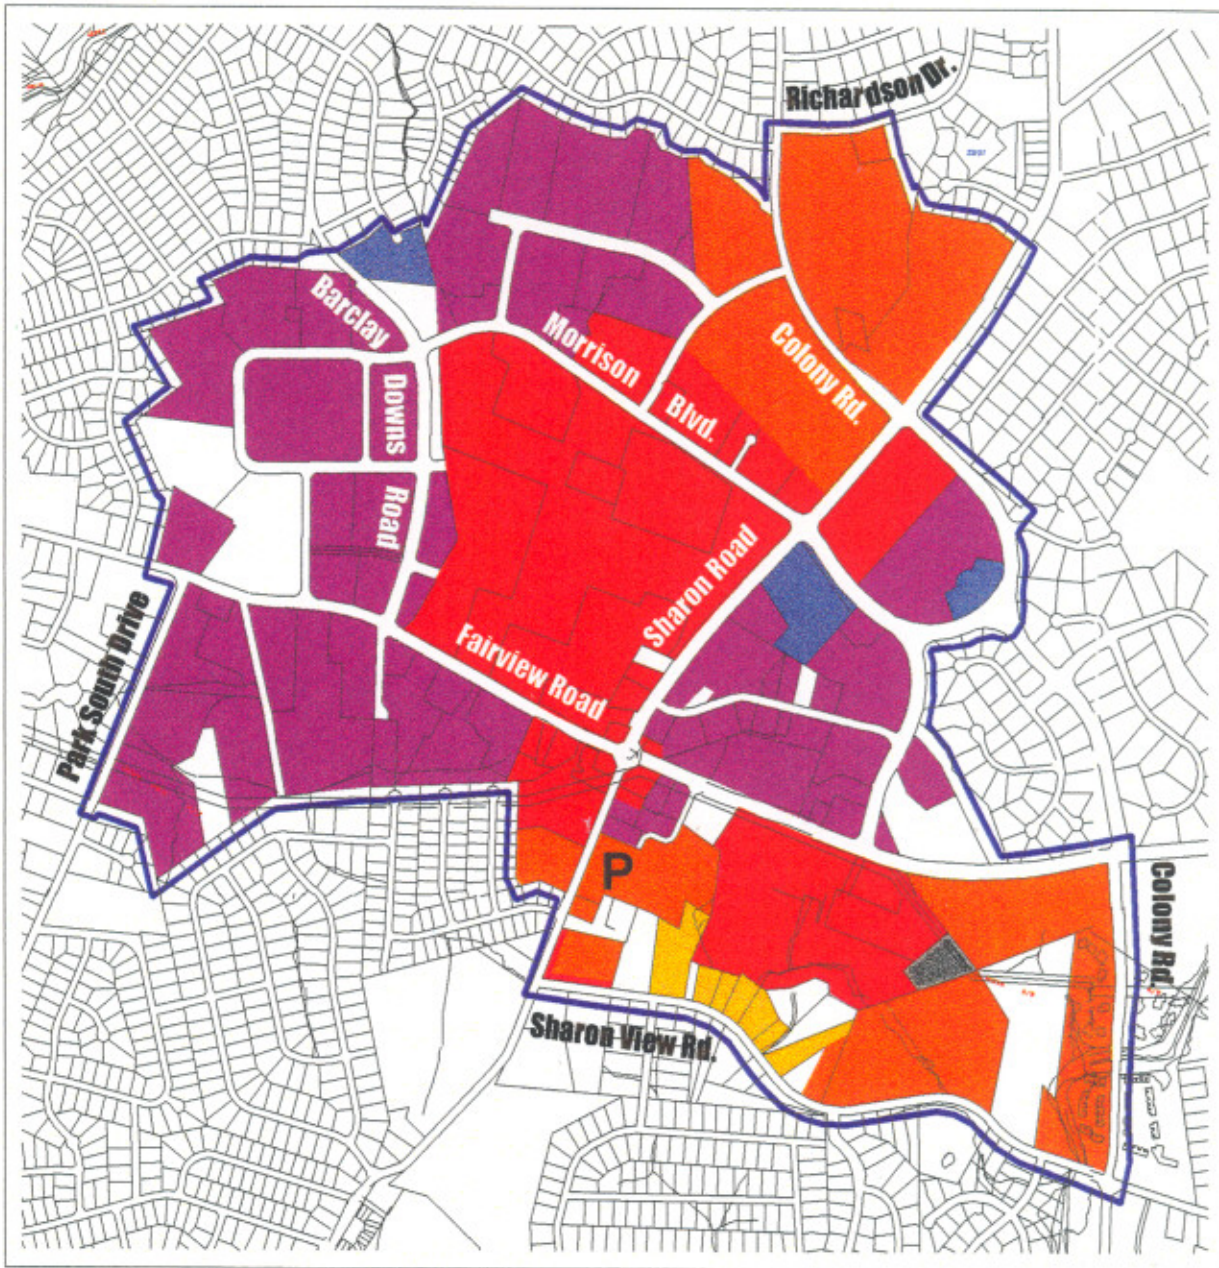 Richardson Dr.
Barclay
Downs
Road
Morrison
Blvd.
Colony Rd.
Sharon Road
Fairview Road
Park South Drive
P
Colony Rd.
Sharon View Rd.